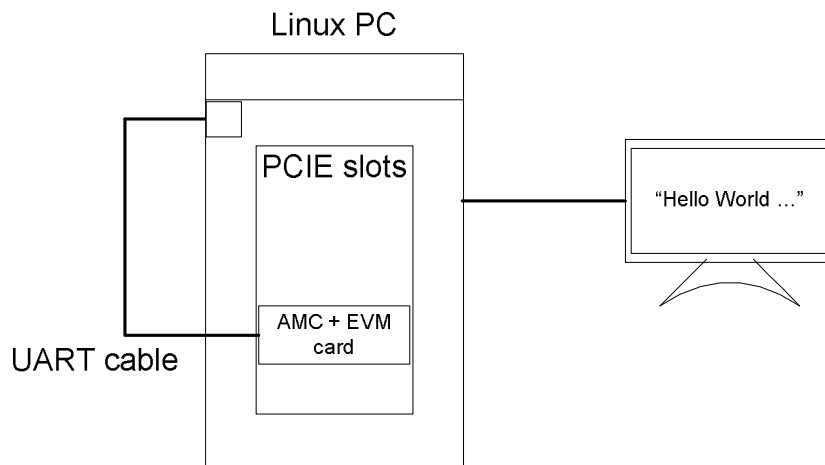 Linux PC
PCIE slots
“Hello World …”
AMC + EVM
card
UART cable